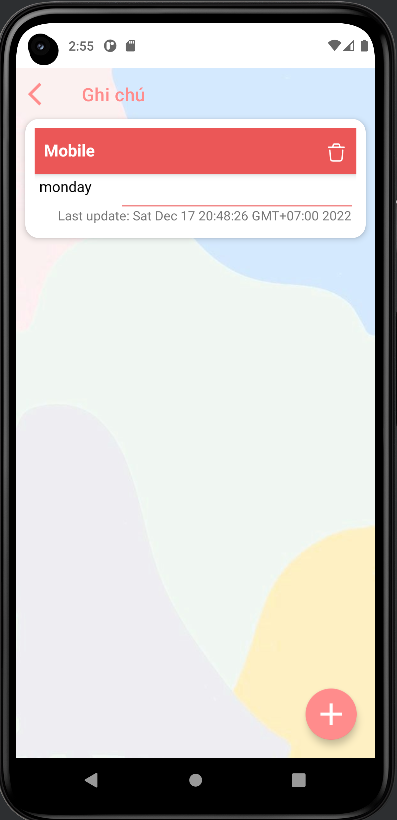 2:55
Ghi chú
Mobile
monday
Last update: Sat Dec 17 20:48:26 GMT+07:00 2022